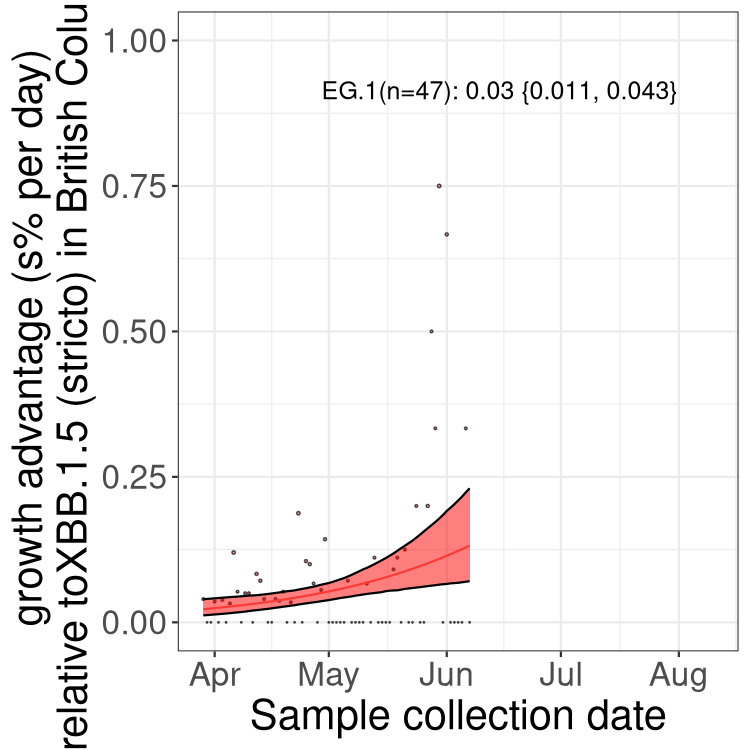 growth advantage (s% per day)
relative toXBB.1.5 (stricto) in British Colu
1.00
0.75
0.50
0.25
0.00
EG.1(n=47): 0.03 {0.011, 0.043}
Apr May Jun Jul Aug
Sample collection date